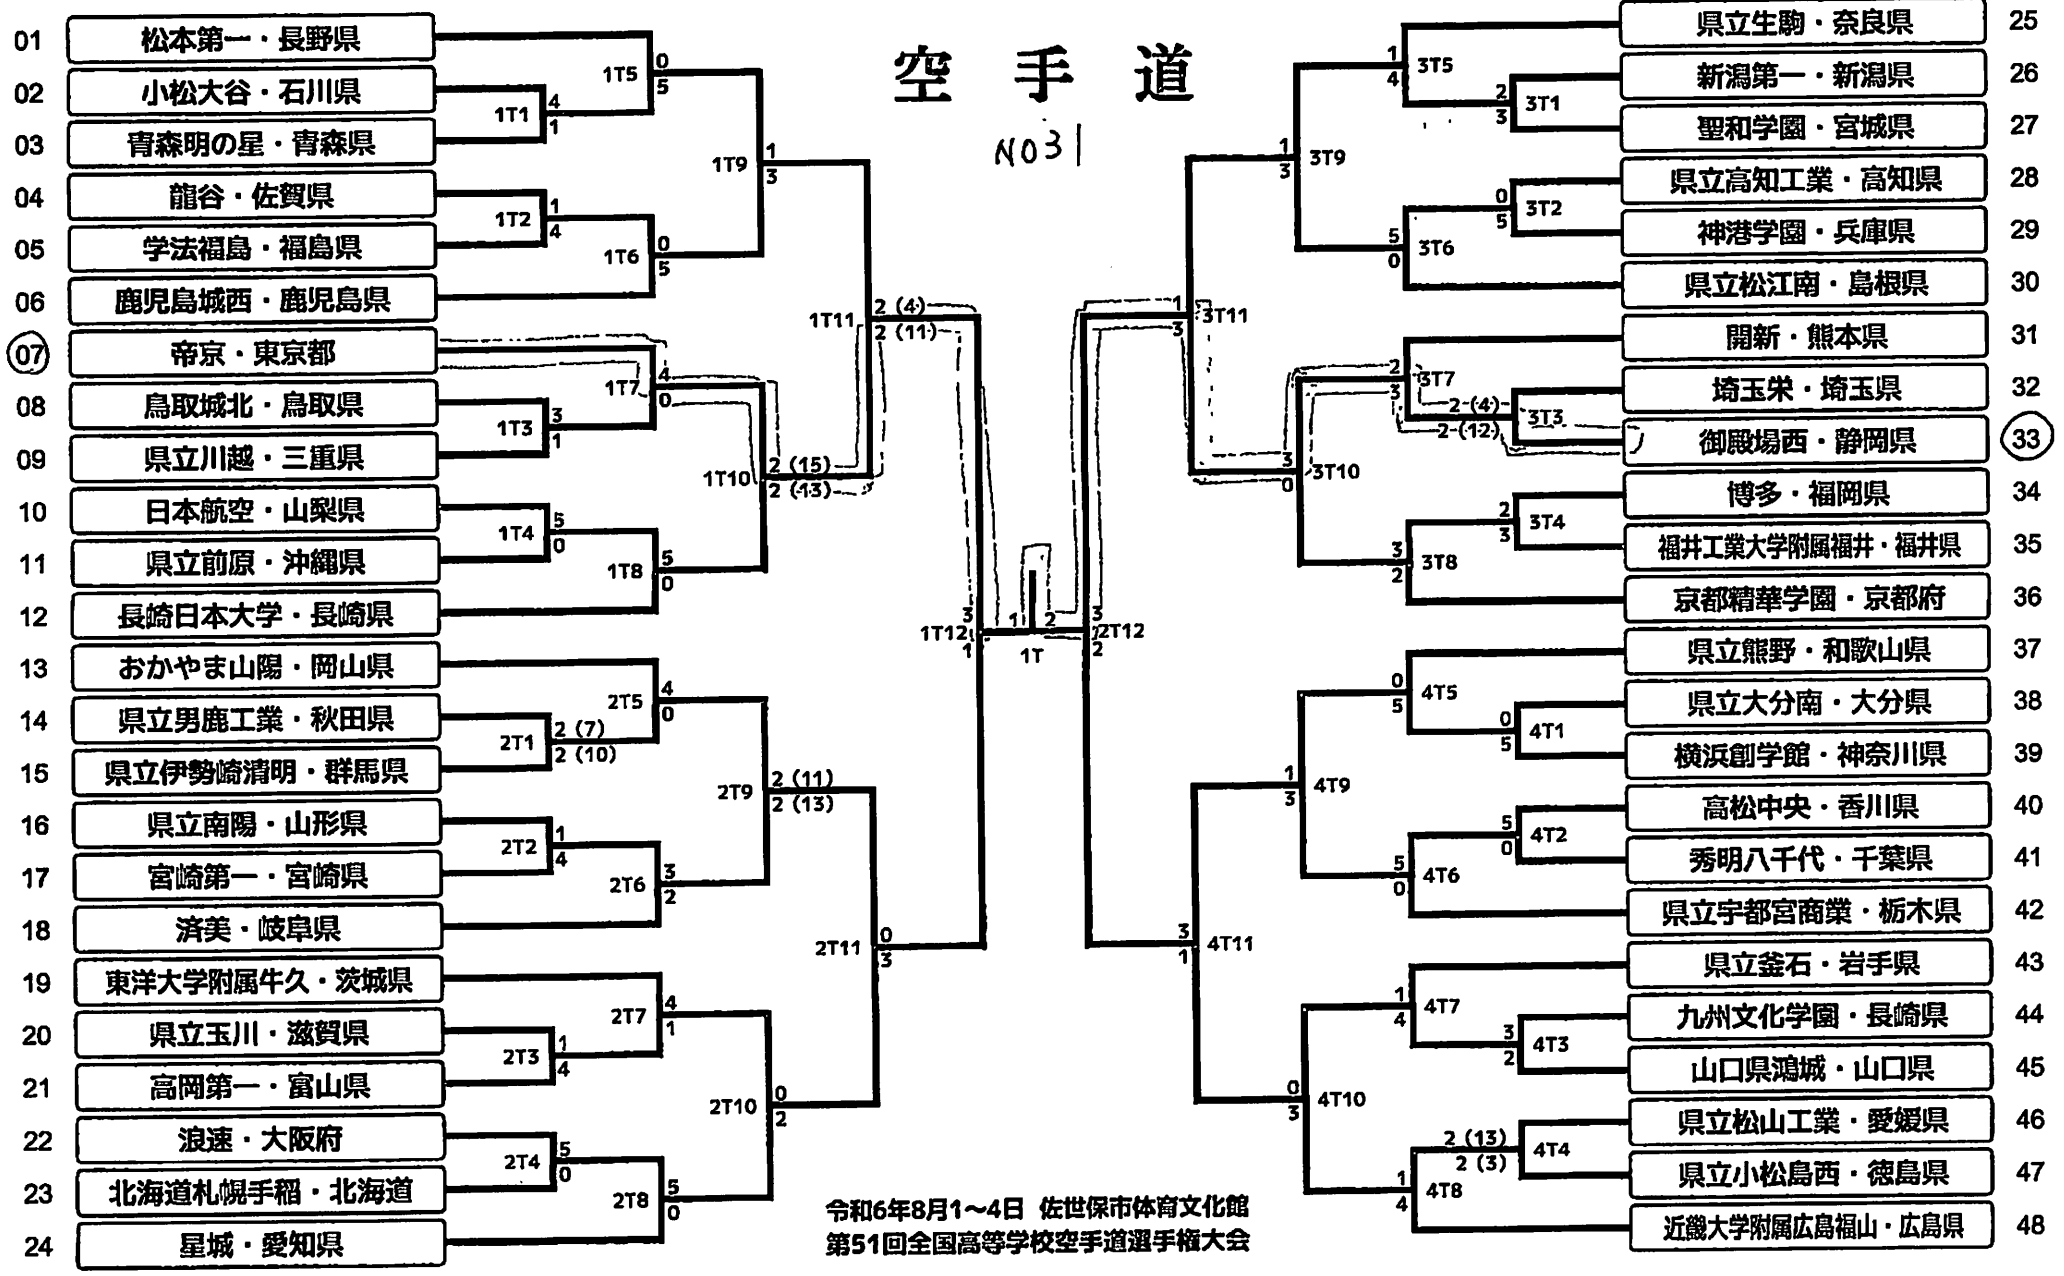 空手道
NO31
01 松本第一・長野県
02 小松大谷・石川県
03 青森明の星・青森県
04 龍谷・佐賀県
05 学法福島・福島県
06 鹿児島城西・鹿児島県
07 帝京・東京都
08 鳥取城北・鳥取県
09 県立川越・三重県
10 日本航空・山梨県
11 県立前原・沖縄県
12 長崎日本大学・長崎県
13 おかやま山陽・岡山県
14 県立男鹿工業・秋田県
15 県立伊勢崎清明・群馬県
16 県立南陽・山形県
17 宮崎第一・宮崎県
18 済美・岐阜県
19 東洋大学附属牛久・茨城県
20 県立玉川・滋賀県
21 高岡第一・富山県
22 浪速・大阪府
23 北海道札幌手稲・北海道
24 星城・愛知県
1T1 4 1
1T2 1 4
1T3 3 1
1T4 5 0
2T1 2 (7) 2 (10)
2T2 1 4
2T3 1 4
2T4 5 0
1T5 0 5
1T6 0 5
1T7 4 0
1T8 5 0
2T5 4 0
2T6 3 2
2T7 4 1
2T8 5 0
1T9 1 3
1T10 2 (15) 2 (13)
2T9 2 (11) 2 (13)
2T10 0 2
1T11 2 (4) 2 (11)
2T11 0 3
1T12 3 1
1 1T 2
2T12 3 2
3T11 1 3
4T11 3 1
3T9 1 3
3T10 3 0
4T9 1 3
4T10 0 3
3T5 1 4
3T6 5 0
3T7 2 3
3T8 3 2
4T5 0 5
4T6 5 0
4T7 1 4
4T8 1 4
3T1 2 3
3T2 0 5
3T3 2 (4) 2 (12)
3T4 2 3
4T1 0 5
4T2 5 0
4T3 3 2
4T4 2 (13) 2 (3)
県立生駒・奈良県 25
新潟第一・新潟県 26
聖和学園・宮城県 27
県立高知工業・高知県 28
神港学園・兵庫県 29
県立松江南・島根県 30
開新・熊本県 31
埼玉栄・埼玉県 32
御殿場西・静岡県 33
博多・福岡県 34
福井工業大学附属福井・福井県 35
京都精華学園・京都府 36
県立熊野・和歌山県 37
県立大分南・大分県 38
横浜創学館・神奈川県 39
高松中央・香川県 40
秀明八千代・千葉県 41
県立宇都宮商業・栃木県 42
県立釜石・岩手県 43
九州文化学園・長崎県 44
山口県鴻城・山口県 45
県立松山工業・愛媛県 46
県立小松島西・徳島県 47
近畿大学附属広島福山・広島県 48
令和6年8月1～4日 佐世保市体育文化館
第51回全国高等学校空手道選手権大会